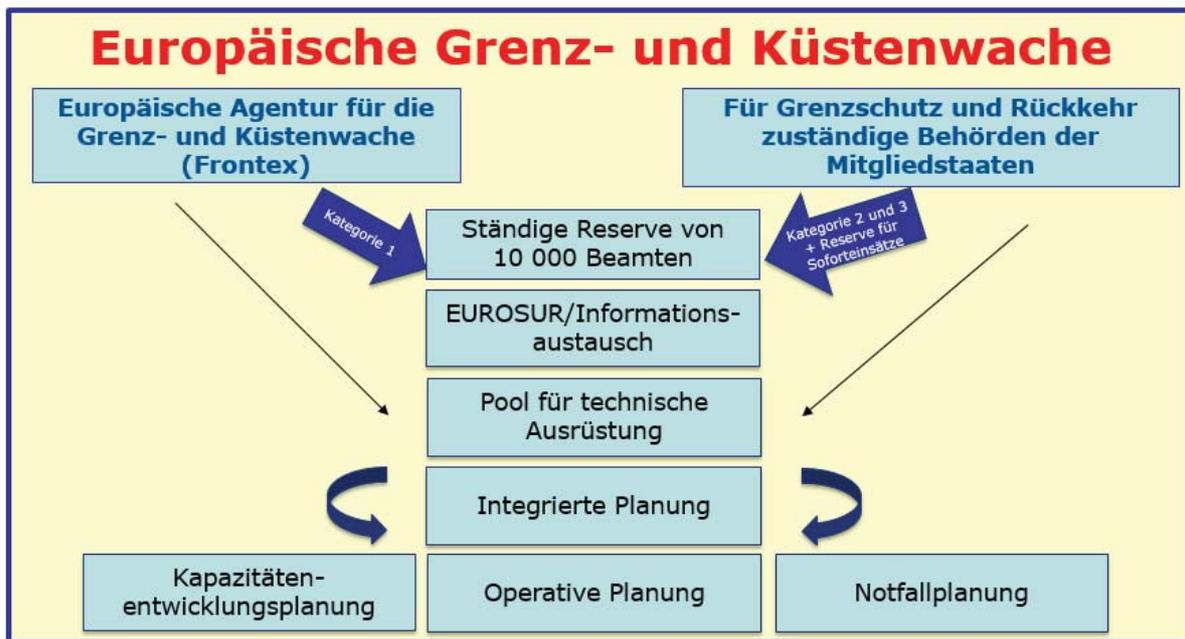 Europäische Grenz- und Küstenwache
Europäische Agentur für die
Grenz- und Küstenwache
(Frontex)
Für Grenzschutz und Rückkehr
zuständige Behörden der
Mitgliedstaaten
Kategorie 1
Ständige Reserve von
10 000 Beamten
Kategorie 2 und 3
+ Reserve für
Soforteinsätze
EUROSUR/Informations-
austausch
Pool für technische
Ausrüstung
Integrierte Planung
Kapazitäten-
entwicklungsplanung
Operative Planung
Notfallplanung